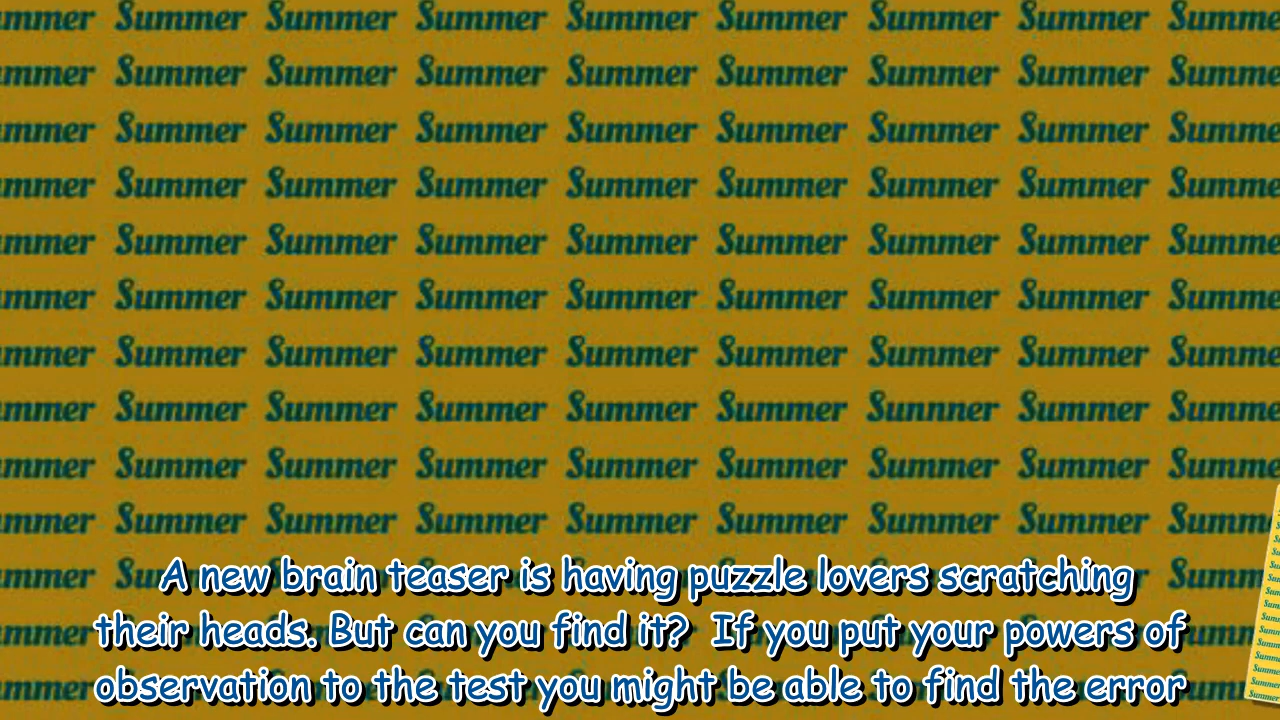 mmer Summer Summer Summer Summer Summer Summer Summer Summe
mmer Summer Summer Summer Summer Summer Summer Summer Summe
mmer Summer Summer Summer Summer Summer Summer Summer Summe
mmer Summer Summer Summer Summer Summer Summer Summer Summe
mmer Summer Summer Summer Summer Summer Summer Summer Summe
mmer Summer Summer Summer Summer Summer Summer Summer Summe
mmer Summer Summer Summer Summer Summer Summer Summer Summe
mmer Summer Summer Summer Summer Summer Sunnner Summer Summe
mmer Summer Summer Summer Summer Summer Summer Summer Summe
mmer Summer Summer Summer Summer Summer Summer Summer Summ
A new brain teaser is having puzzle lovers scratching
their heads. But can you find it? If you put your powers of
observation to the test you might be able to find the error